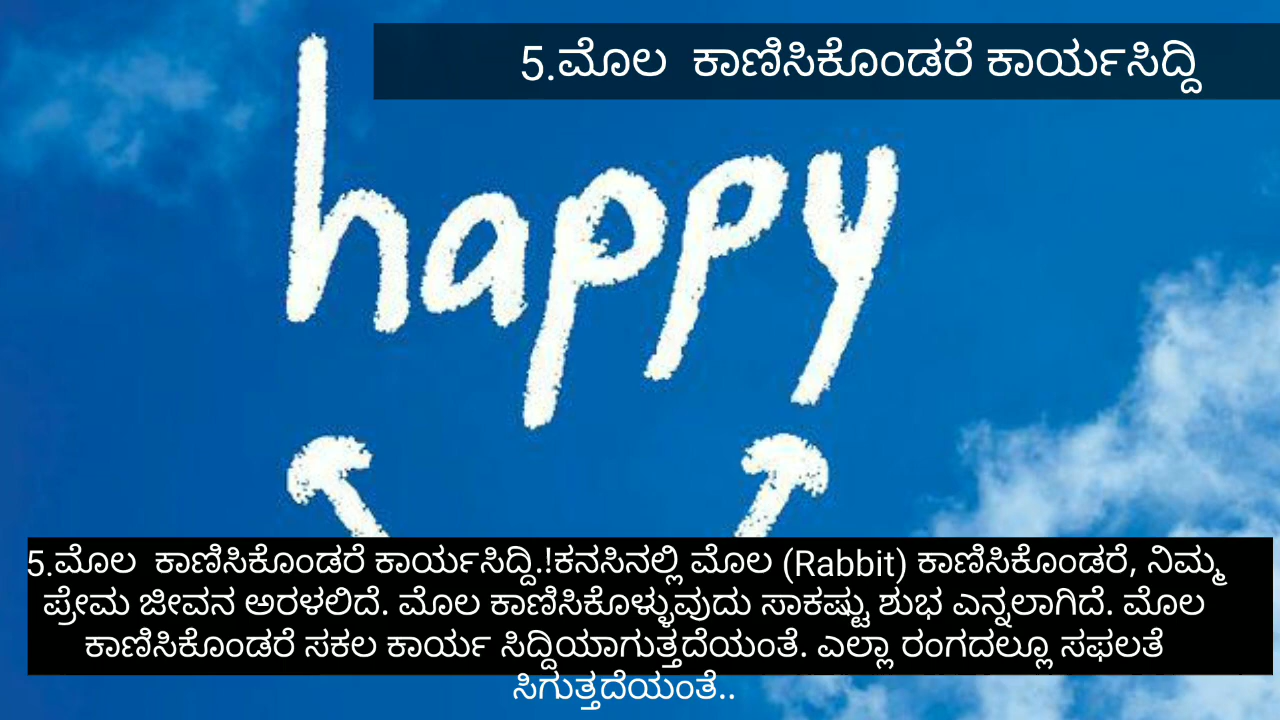 5.ಮೊಲ ಕಾಣಿಸಿಕೊಂಡರೆ ಕಾರ್ಯಸಿದ್ದಿ
happy
5.ಮೊಲ ಕಾಣಿಸಿಕೊಂಡರೆ ಕಾರ್ಯಸಿದ್ದಿ.!ಕನಸಿನಲ್ಲಿ ಮೊಲ (Rabbit) ಕಾಣಿಸಿಕೊಂಡರೆ, ನಿಮ್ಮ
ಪ್ರೇಮ ಜೀವನ ಅರಳಲಿದೆ. ಮೊಲ ಕಾಣಿಸಿಕೊಳ್ಳುವುದು ಸಾಕಷ್ಟು ಶುಭ ಎನ್ನಲಾಗಿದೆ. ಮೊಲ
ಕಾಣಿಸಿಕೊಂಡರೆ ಸಕಲ ಕಾರ್ಯ ಸಿದ್ದಿಯಾಗುತ್ತದೆಯಂತೆ. ಎಲ್ಲಾ ರಂಗದಲ್ಲೂ ಸಫಲತೆ
ಸಿಗುತ್ತದೆಯಂತೆ..